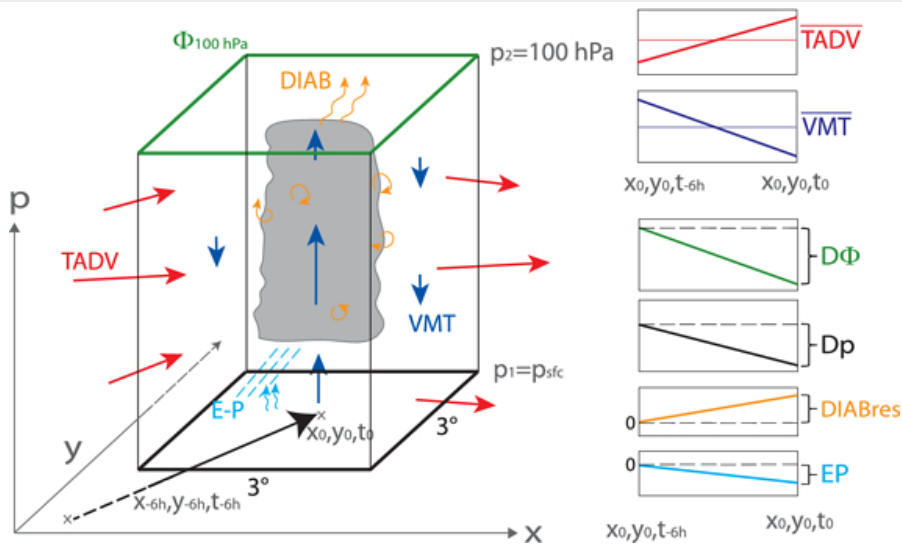 Φ100 hPa
p2=100 hPa
DIAB
TADV
VMT
p
TADV
VMT
x0,y0,t-6h
x0,y0,t0
DΦ
Dp
p1=psfc
E-P
x0,y0,t0
3°
3°
y
x-6h,y-6h,t-6h
x
0
DIABres
0
EP
x0,y0,t-6h
x0,y0,t0